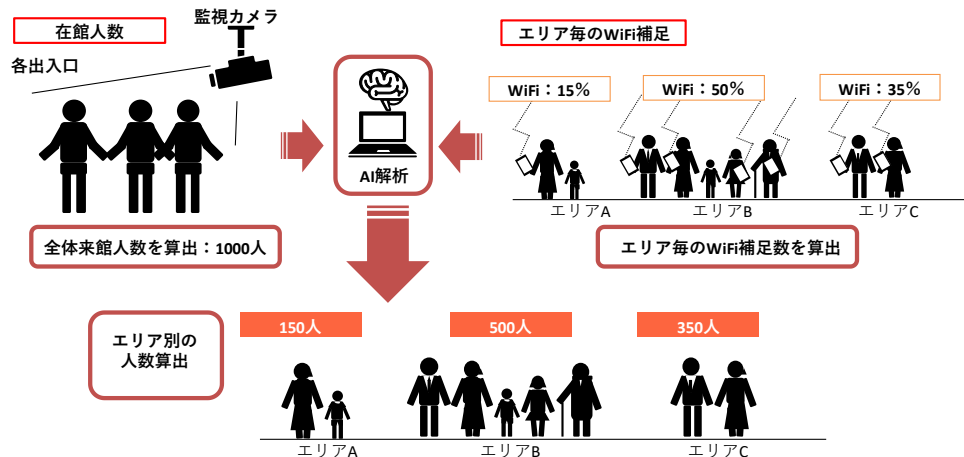 在館人数
監視カメラ
各出入口
エリア毎のWiFi補足
WiFi：15%
WiFi：50%
WiFi：35%
AI解析
エリアA
エリアB
エリアC
全体来館人数を算出：1000人
エリア毎のWiFi補足数を算出
エリア別の
人数算出
150人
500人
350人
エリアA
エリアB
エリアC